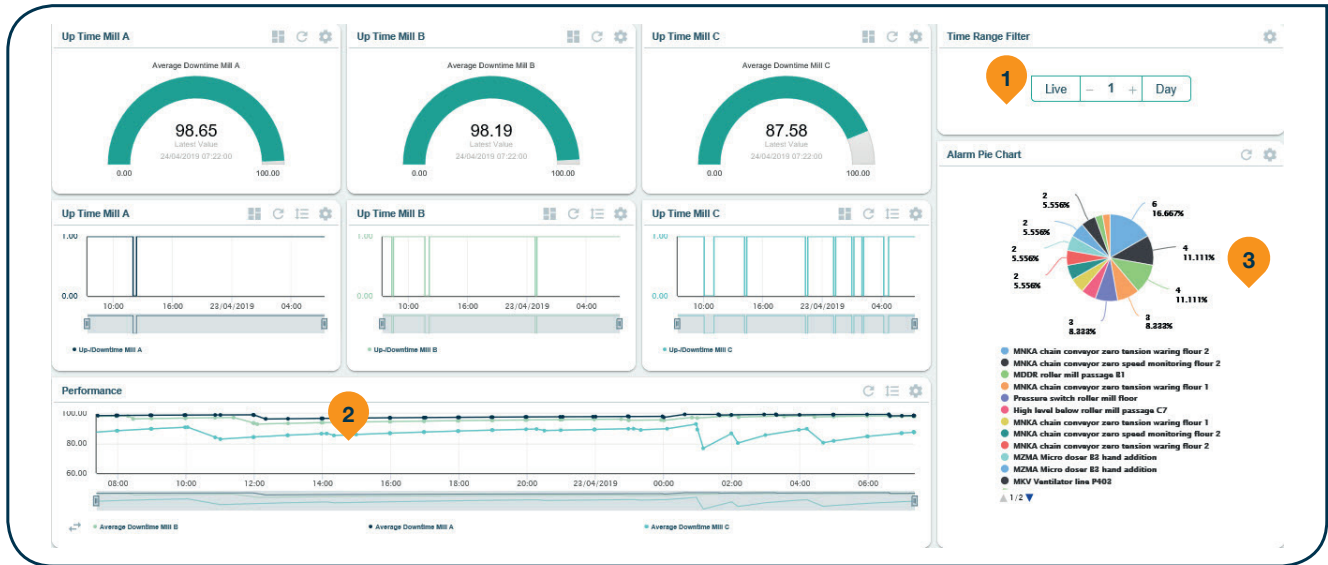 Up Time Mill A
Average Downtime Mill A
98.65
Latest Value
24/04/2019 07:22:00
0.00 100.00
Up Time Mill B
Average Downtime Mill B
98.19
Latest Value
24/04/2019 07:22:00
0.00 100.00
Up Time Mill C
Average Downtime Mill C
87.58
Latest Value
24/04/2019 07:22:00
0.00 100.00
Time Range Filter
1
Live − 1 + Day
Up Time Mill A
1.00
0.00
10:00 16:00 22/04/2019 04:00
Up-/Downtime Mill A
Up Time Mill B
1.00
0.00
10:00 16:00 22/04/2019 04:00
Up-/Downtime Mill B
Up Time Mill C
1.00
0.00
10:00 16:00 22/04/2019 04:00
Up-/Downtime Mill C
Performance
2
100.00
80.00
60.00
08:00 10:00 12:00 14:00 16:00 18:00 20:00 23/04/2019 00:00 02:00 04:00 06:00
Average Downtime Mill B Average Downtime Mill A Average Downtime Mill C
Alarm Pie Chart
3
6
16.667%
4
11.111%
4
11.111%
3
8.333%
3
8.333%
2
5.556%
2
5.556%
2
5.556%
2
5.556%
MNKA chain conveyor zero tension waring flour 2
MNKA chain conveyor zero speed monitoring flour 2
MDDR roller mill passage B1
MNKA chain conveyor zero tension waring flour 1
Pressure switch roller mill floor
High level below roller mill passage C7
MNKA chain conveyor zero tension waring flour 1
MNKA chain conveyor zero speed monitoring flour 2
MNKA chain conveyor zero tension waring flour 2
MZMA Micro doser B3 hand addition
MZMA Micro doser B3 hand addition
MKV Ventilator line P403
1/2